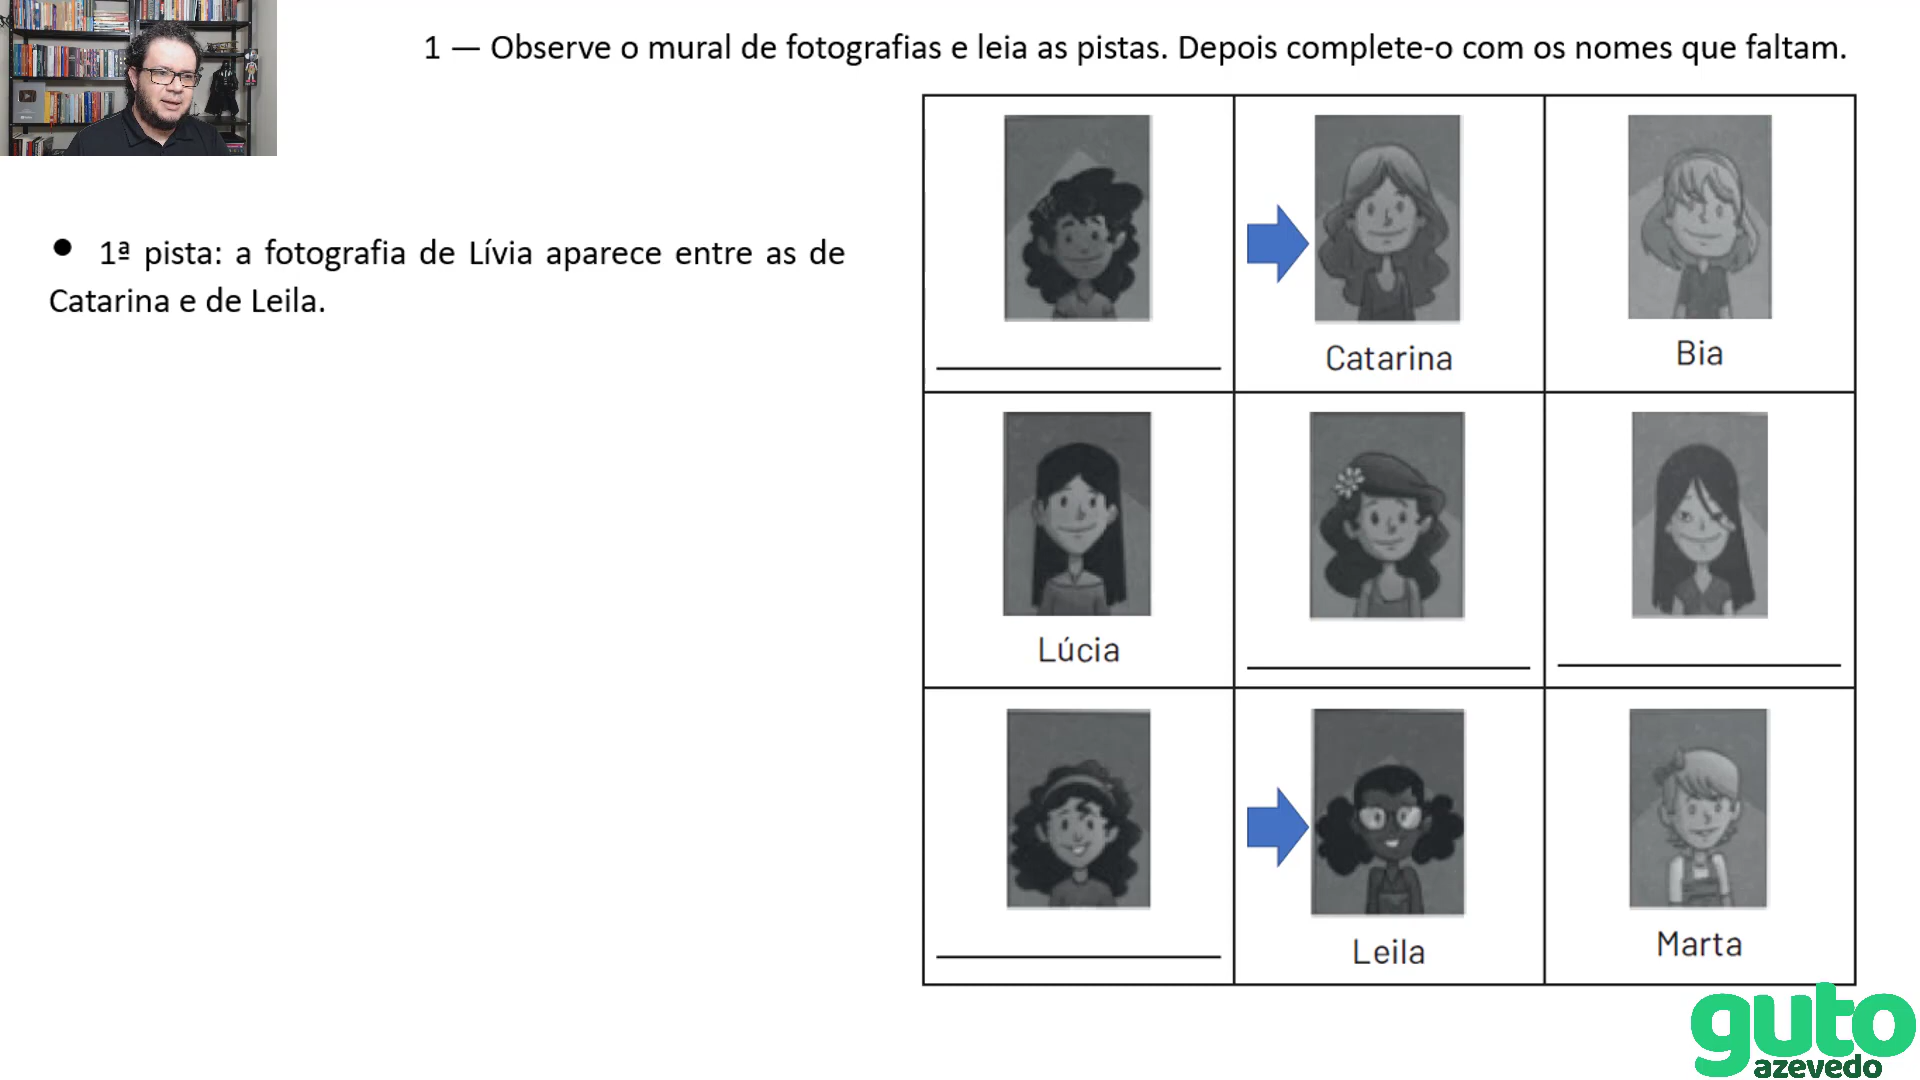 1 — Observe o mural de fotografias e leia as pistas. Depois complete-o com os nomes que faltam.
● 1ª pista: a fotografia de Lívia aparece entre as de
Catarina e de Leila.
Catarina
Bia
Lúcia
Leila
Marta
guto
azevedo